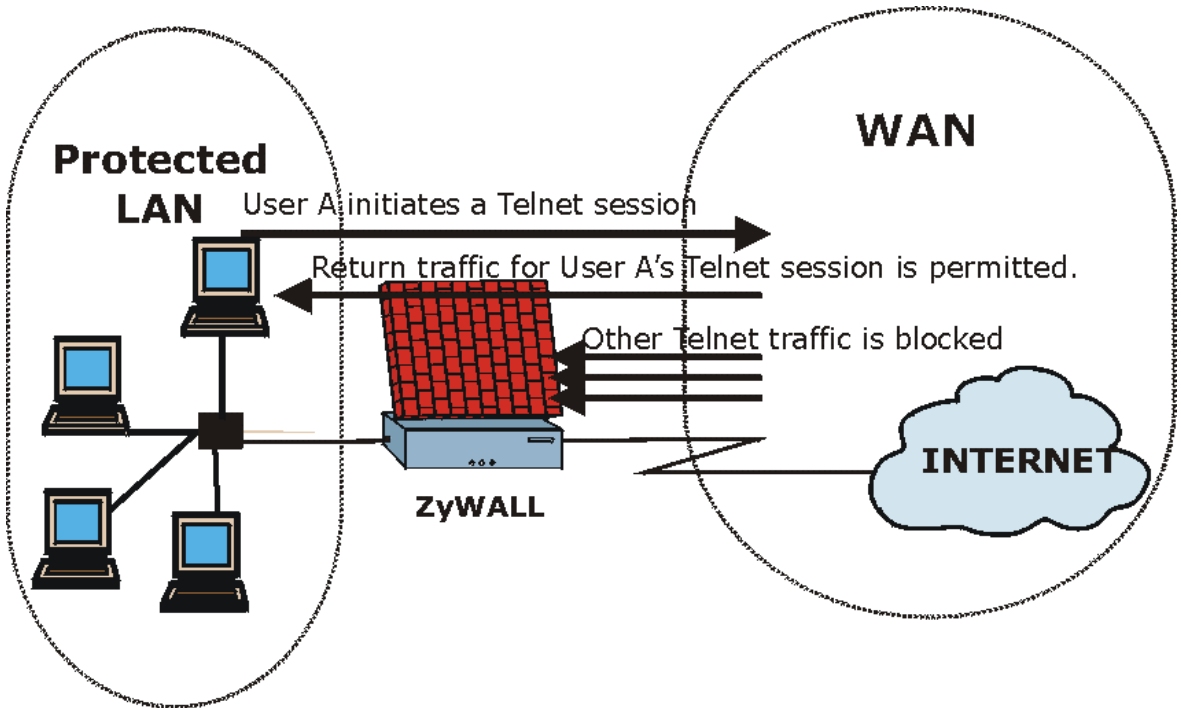 Protected
LAN
WAN
User A initiates a Telnet session
Return traffic for User A's Telnet session is permitted.
Other Telnet traffic is blocked
INTERNET
ZyWALL